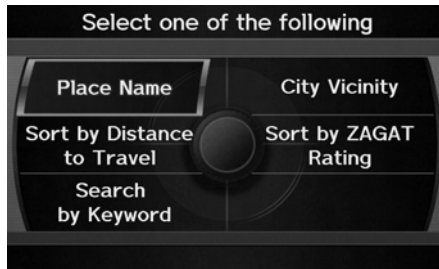 Select one of the following
Place Name
City Vicinity
Sort by Distance
to Travel
Sort by ZAGAT
Rating
Search
by Keyword